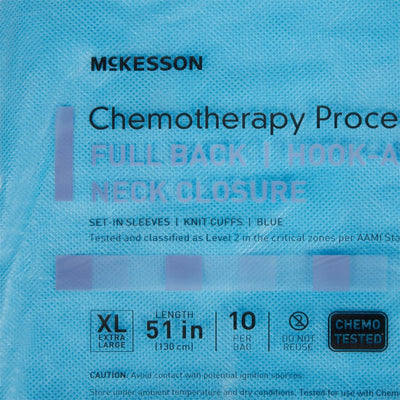 McKESSON
Chemotherapy Proce
FULL BACK | HOOK-A
NECK CLOSURE
SET-IN SLEEVES | KNIT CUFFS | BLUE
Tested and classified as Level 2 in the critical zones per AAMI Sta
XL
EXTRA
LARGE
LENGTH
51 in
(130 cm)
10
PER
BAG
DO NOT
REUSE
CHEMO
TESTED
CAUTION: Avoid contact with potential ignition sources.
Store under ambient temperature and dry conditions. Tested for use with Chem